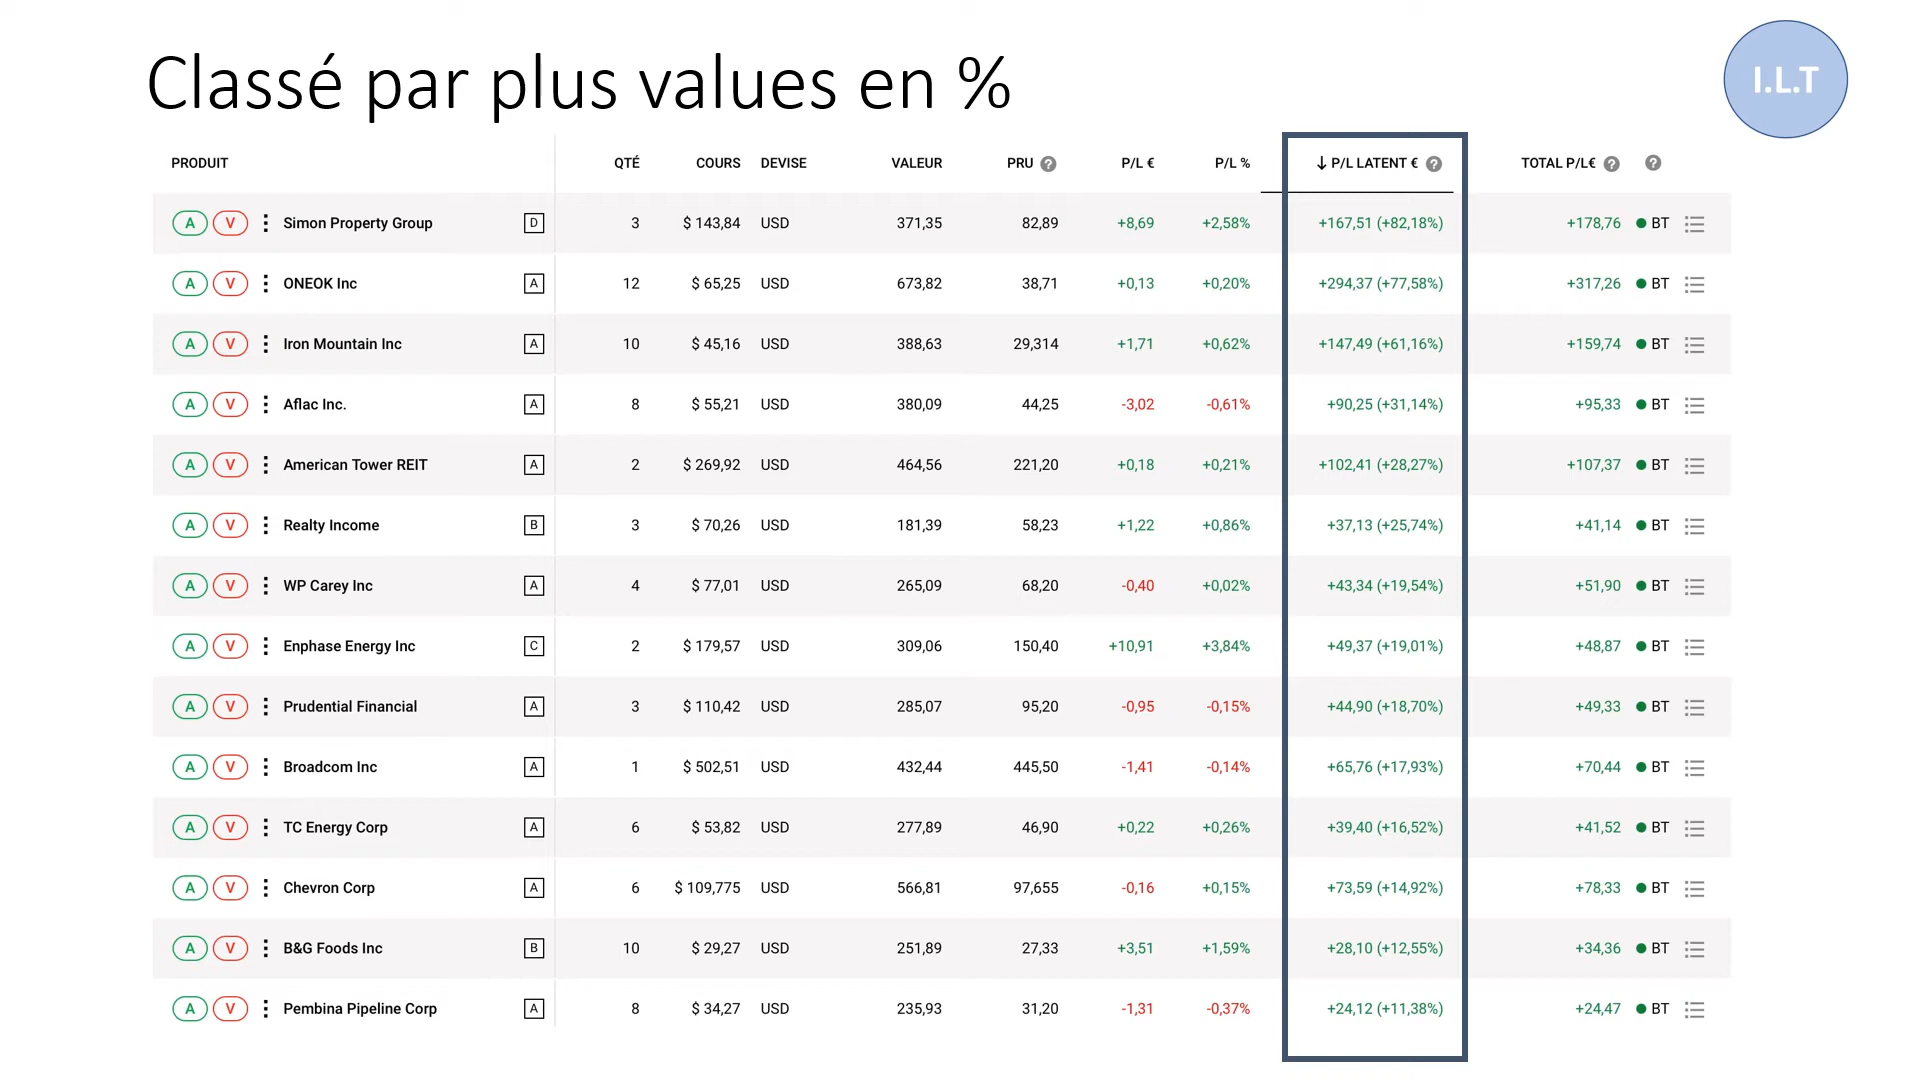 Classé par plus values en %
I.L.T
PRODUIT QTÉ COURS DEVISE VALEUR PRU ? P/L € P/L % ↓ P/L LATENT € ? TOTAL P/L€ ? ?
A V Simon Property Group D 3 $ 143,84 USD 371,35 82,89 +8,69 +2,58% +167,51 (+82,18%) +178,76 BT
A V ONEOK Inc A 12 $ 65,25 USD 673,82 38,71 +0,13 +0,20% +294,37 (+77,58%) +317,26 BT
A V Iron Mountain Inc A 10 $ 45,16 USD 388,63 29,314 +1,71 +0,62% +147,49 (+61,16%) +159,74 BT
A V Aflac Inc. A 8 $ 55,21 USD 380,09 44,25 -3,02 -0,61% +90,25 (+31,14%) +95,33 BT
A V American Tower REIT A 2 $ 269,92 USD 464,56 221,20 +0,18 +0,21% +102,41 (+28,27%) +107,37 BT
A V Realty Income B 3 $ 70,26 USD 181,39 58,23 +1,22 +0,86% +37,13 (+25,74%) +41,14 BT
A V WP Carey Inc A 4 $ 77,01 USD 265,09 68,20 -0,40 +0,02% +43,34 (+19,54%) +51,90 BT
A V Enphase Energy Inc C 2 $ 179,57 USD 309,06 150,40 +10,91 +3,84% +49,37 (+19,01%) +48,87 BT
A V Prudential Financial A 3 $ 110,42 USD 285,07 95,20 -0,95 -0,15% +44,90 (+18,70%) +49,33 BT
A V Broadcom Inc A 1 $ 502,51 USD 432,44 445,50 -1,41 -0,14% +65,76 (+17,93%) +70,44 BT
A V TC Energy Corp A 6 $ 53,82 USD 277,89 46,90 +0,22 +0,26% +39,40 (+16,52%) +41,52 BT
A V Chevron Corp A 6 $ 109,775 USD 566,81 97,655 -0,16 +0,15% +73,59 (+14,92%) +78,33 BT
A V B&G Foods Inc B 10 $ 29,27 USD 251,89 27,33 +3,51 +1,59% +28,10 (+12,55%) +34,36 BT
A V Pembina Pipeline Corp A 8 $ 34,27 USD 235,93 31,20 -1,31 -0,37% +24,12 (+11,38%) +24,47 BT